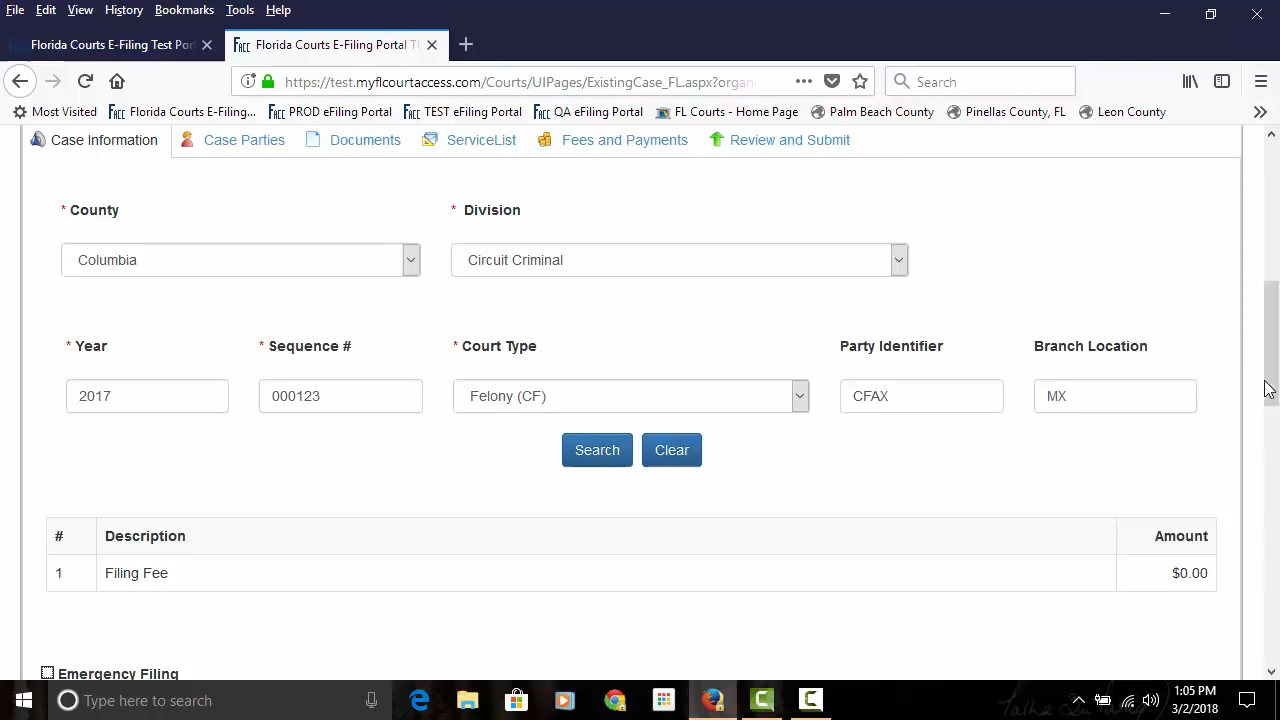 File Edit View History Bookmarks Tools Help
Florida Courts E-Filing Test Por
Florida Courts E-Filing Portal T
https://test.myflcourtaccess.com/Courts/UIPages/ExistingCase_FL.aspx?organ
Search
Most Visited Florida Courts E-Filing... PROD eFiling Portal TEST eFiling Portal QA eFiling Portal FL Courts - Home Page Palm Beach County Pinellas County, FL Leon County
Case Information Case Parties Documents ServiceList Fees and Payments Review and Submit
* County * Division
Columbia Circuit Criminal
* Year * Sequence # * Court Type Party Identifier Branch Location
2017 000123 Felony (CF) CFAX MX
Search Clear
# Description Amount
1 Filing Fee $0.00
Emergency Filing
Type here to search
1:05 PM
3/2/2018